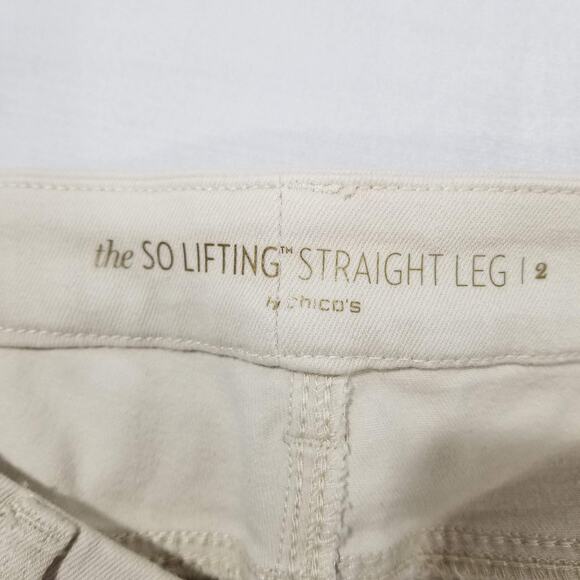 the SO LIFTING™ STRAIGHT LEG | 2
by chico's